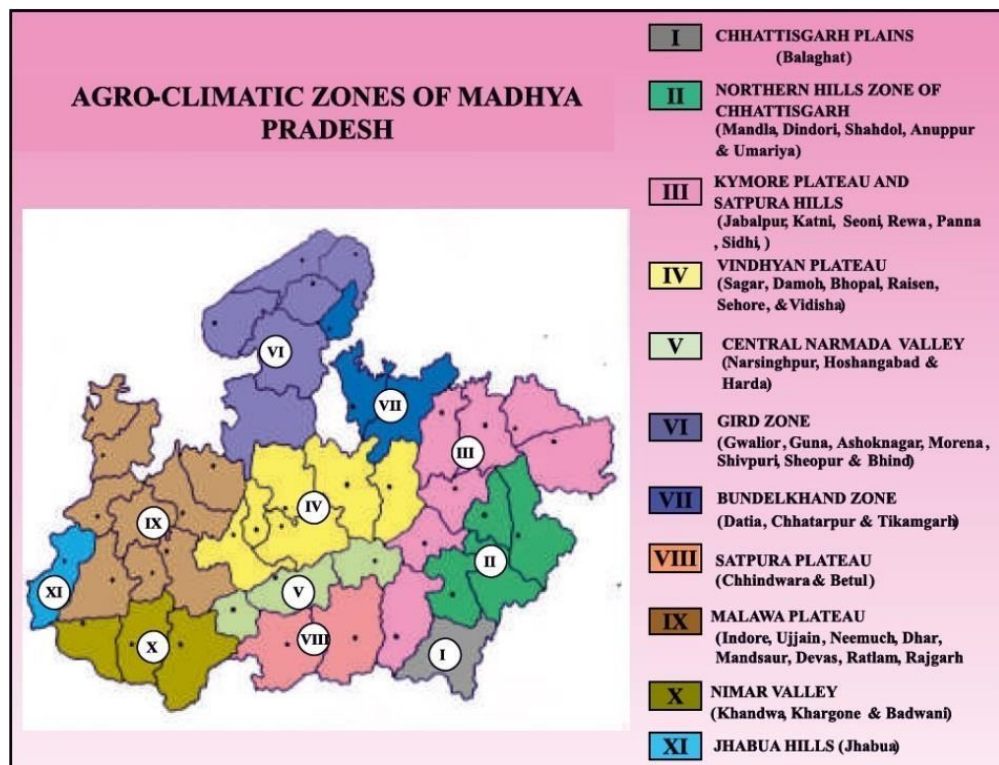 AGRO-CLIMATIC ZONES OF MADHYA
PRADESH
I CHHATTISGARH PLAINS
(Balaghat)
II NORTHERN HILLS ZONE OF
CHHATTISGARH
(Mandla, Dindori, Shahdol, Anuppur
& Umariya)
III KYMORE PLATEAU AND
SATPURA HILLS
(Jabalpur, Katni, Seoni, Rewa, Panna
, Sidhi, )
IV VINDHYAN PLATEAU
(Sagar, Damoh, Bhopal, Raisen,
Sehore, &Vidisha)
V CENTRAL NARMADA VALLEY
(Narsinghpur, Hoshangabad &
Harda)
VI GIRD ZONE
(Gwalior, Guna, Ashoknagar, Morena,
Shivpuri, Sheopur & Bhind)
VII BUNDELKHAND ZONE
(Datia, Chhatarpur & Tikamgarh)
VIII SATPURA PLATEAU
(Chhindwara & Betul)
IX MALAWA PLATEAU
(Indore, Ujjain, Neemuch, Dhar,
Mandsaur, Devas, Ratlam, Rajgarh
X NIMAR VALLEY
(Khandwa, Khargone & Badwani)
XI JHABUA HILLS (Jhabua)
VI
VII
III
IV
IX
II
XI
V
VIII
X
I